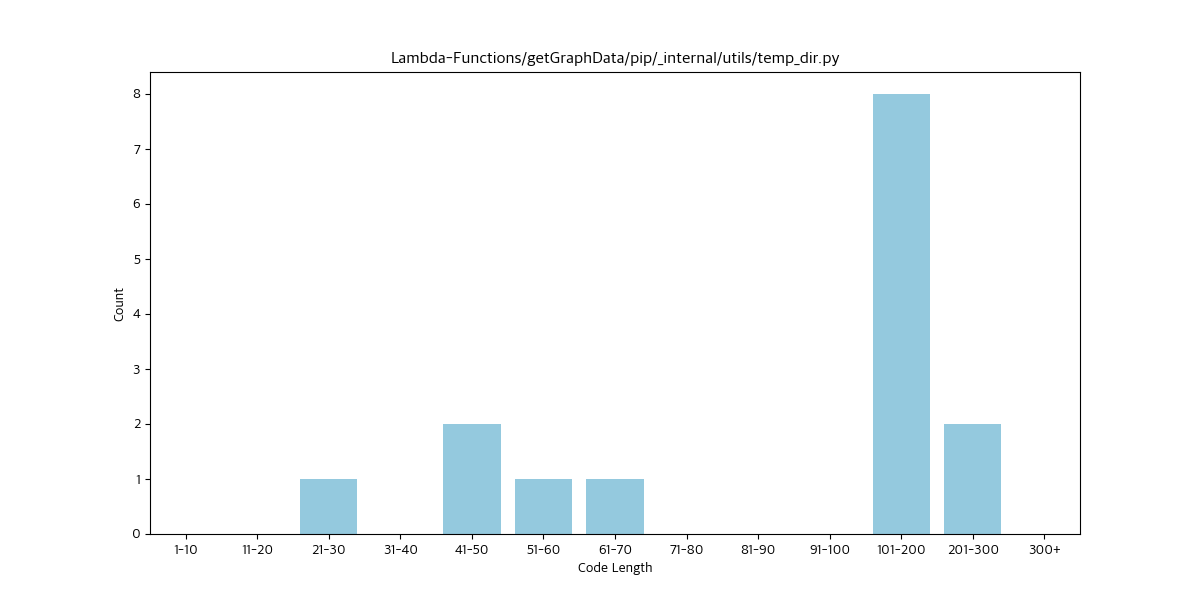 Lambda-Functions/getGraphData/pip/_internal/utils/temp_dir.py
8
7
6
5
4
3
2
1
0
Count
1-10 11-20 21-30 31-40 41-50 51-60 61-70 71-80 81-90 91-100 101-200 201-300 300+
Code Length